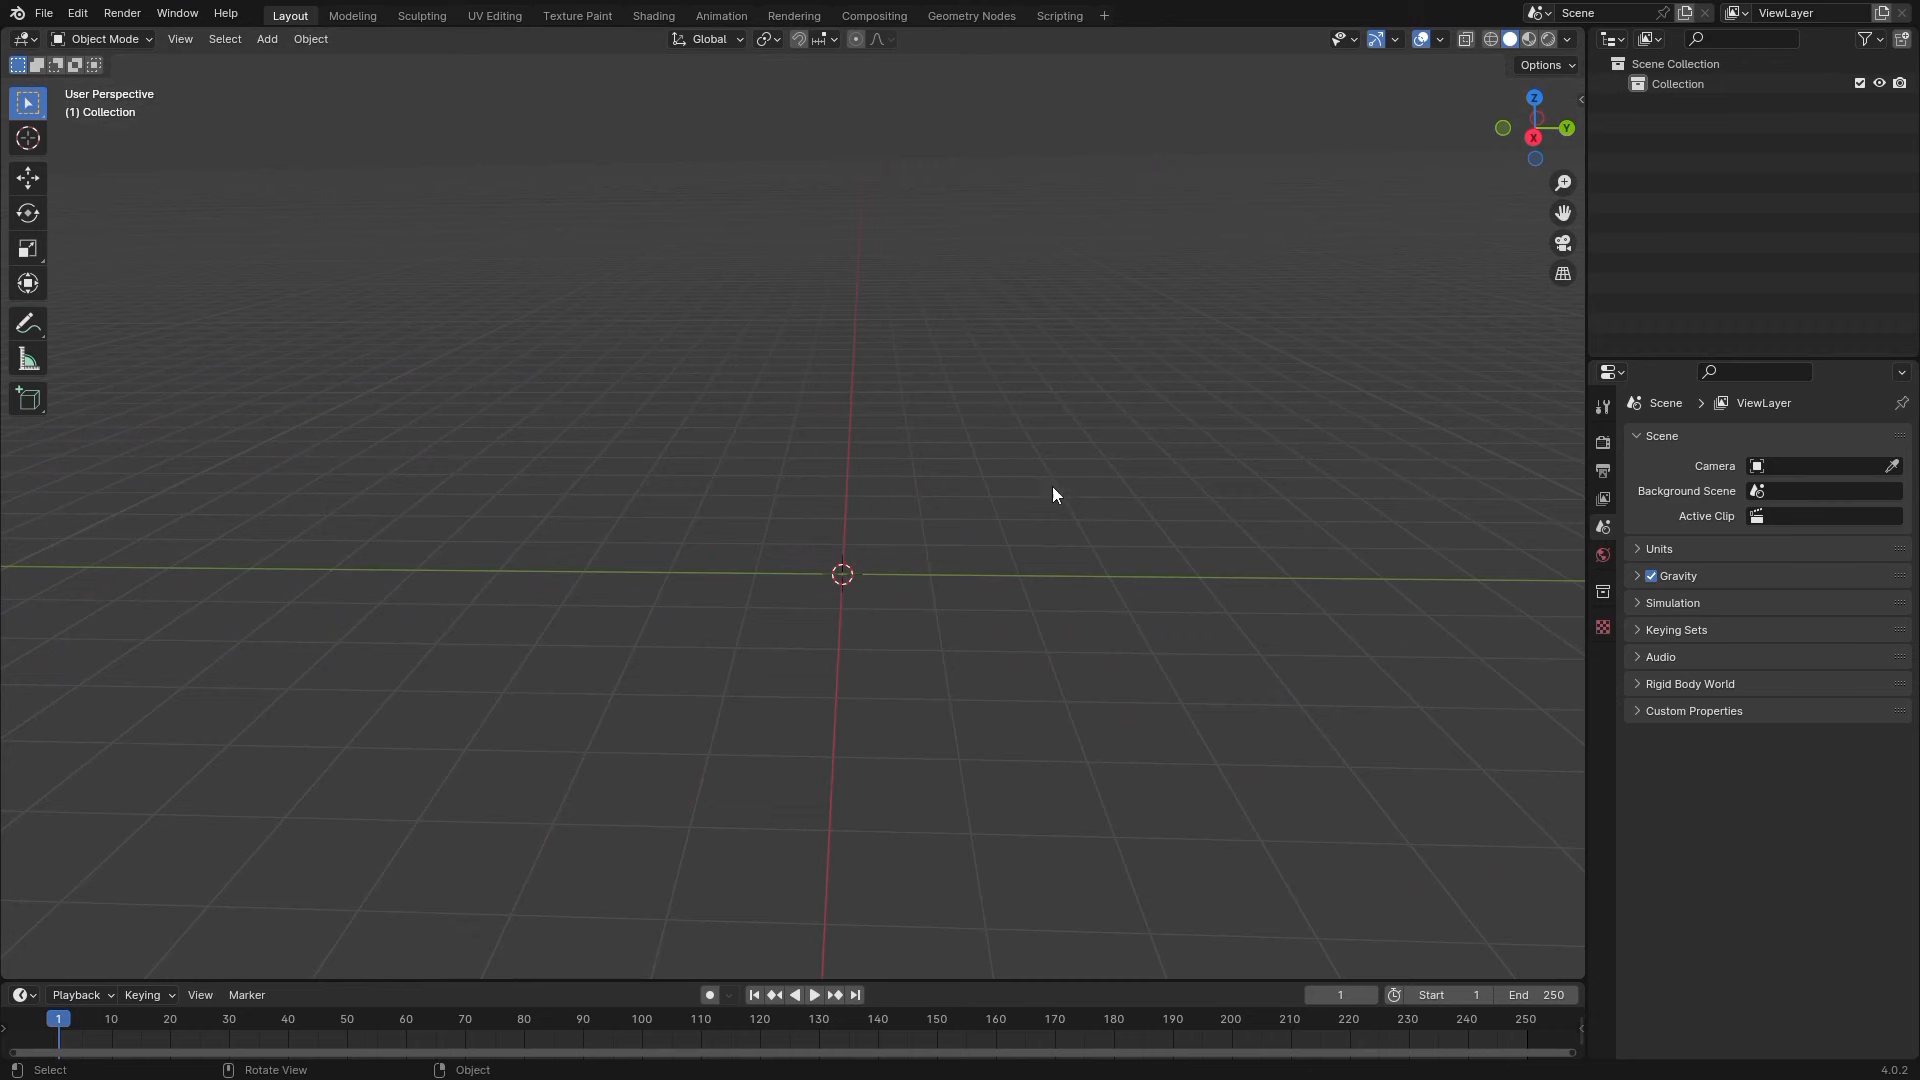 File Edit Render Window Help Layout Modeling Sculpting UV Editing Texture Paint Shading Animation Rendering Compositing Geometry Nodes Scripting + Scene ViewLayer
Object Mode View Select Add Object Global
Options
User Perspective
(1) Collection
Z
Y
X
Scene Collection
Collection
Scene > ViewLayer
Scene
Camera
Background Scene
Active Clip
Units
Gravity
Simulation
Keying Sets
Audio
Rigid Body World
Custom Properties
Playback Keying View Marker 1 Start 1 End 250
1 10 20 30 40 50 60 70 80 90 100 110 120 130 140 150 160 170 180 190 200 210 220 230 240 250
Select Rotate View Object 4.0.2